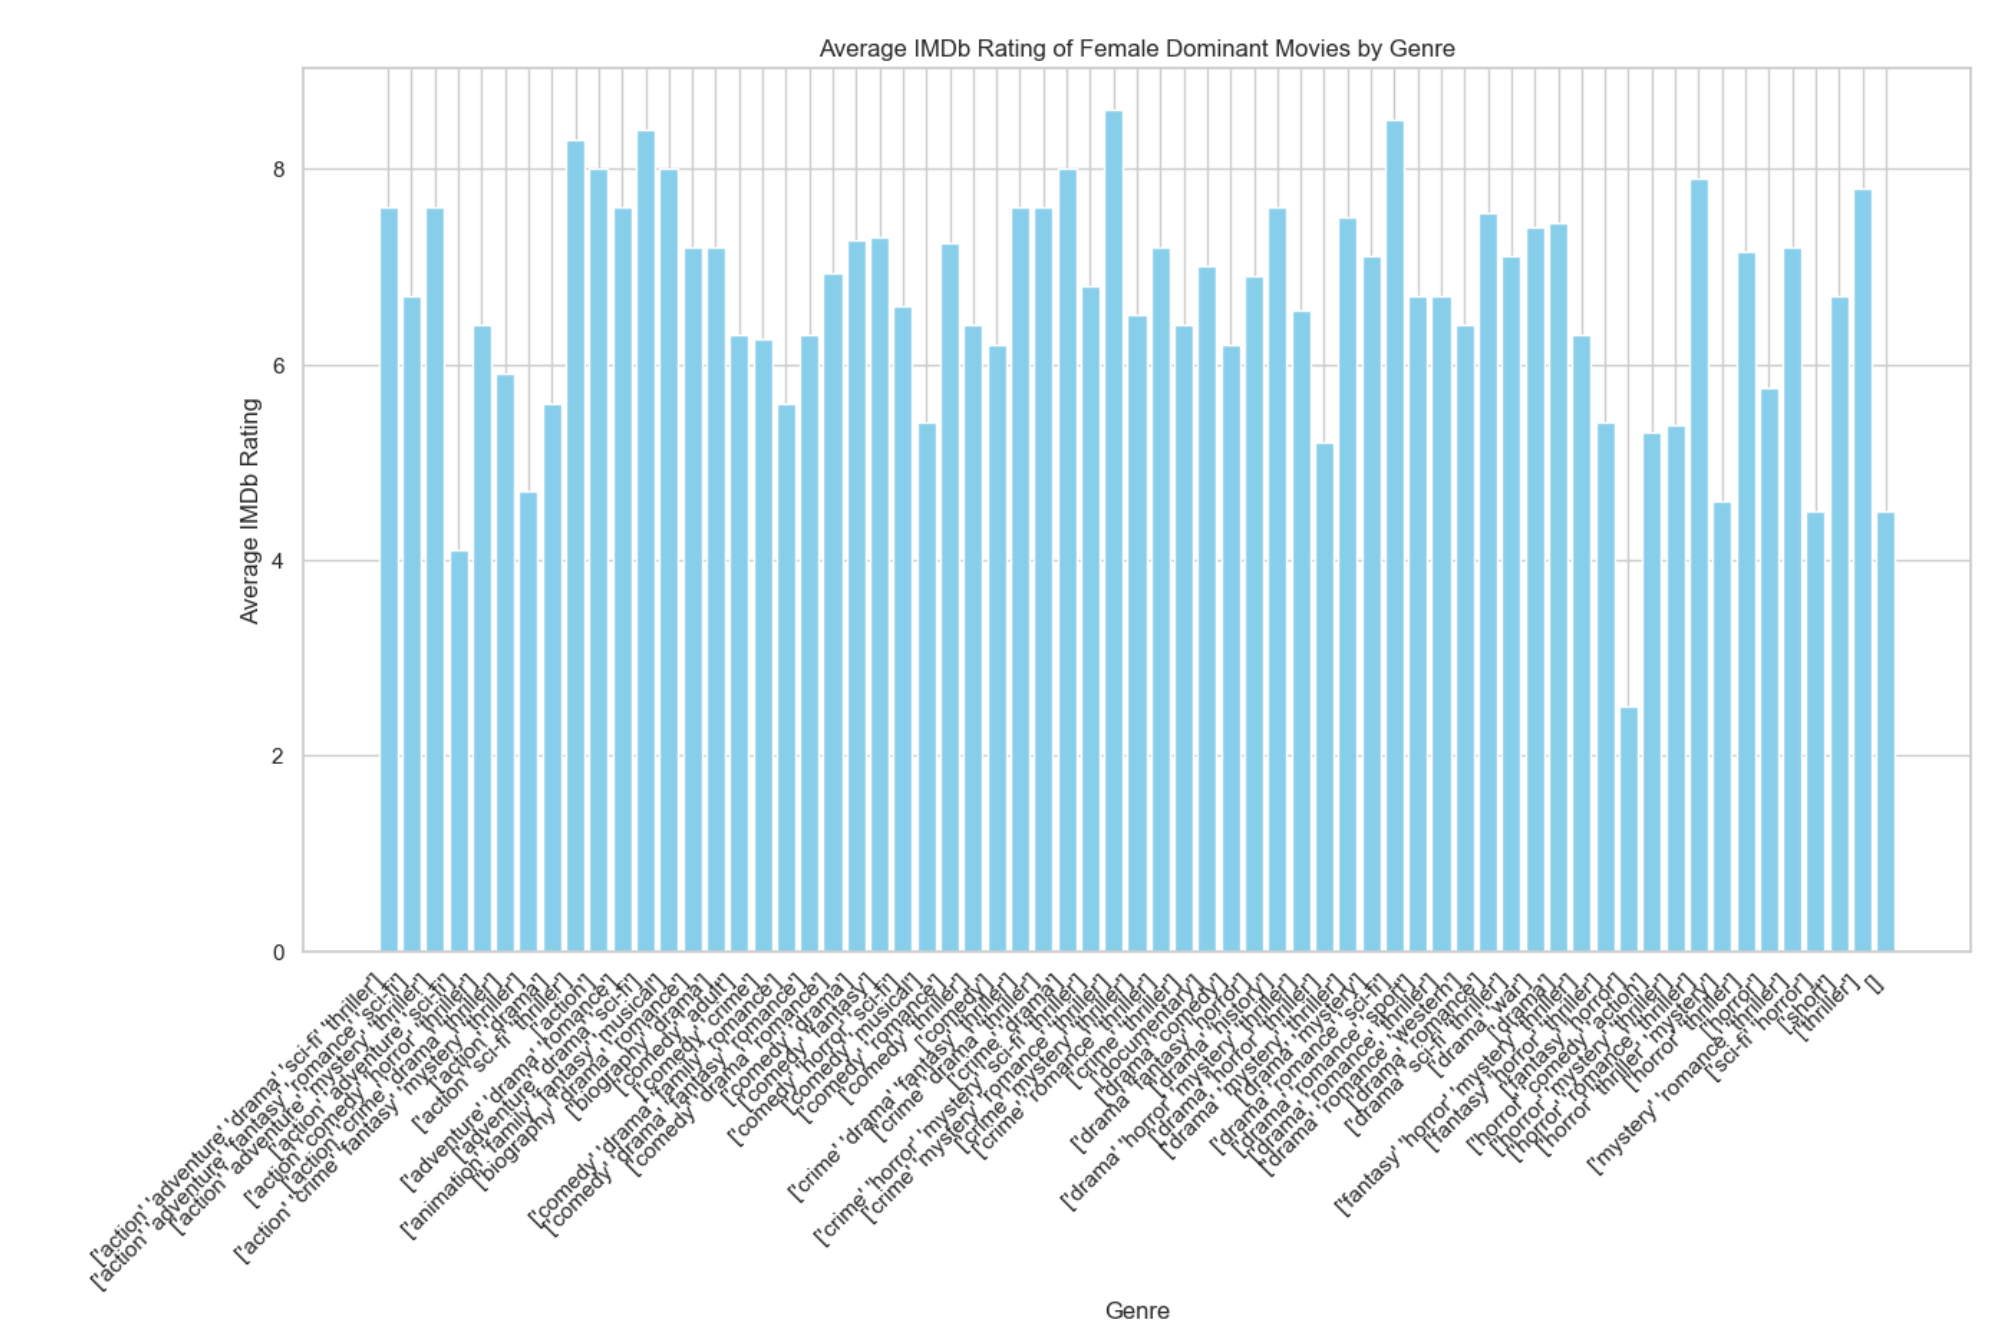 Average IMDb Rating of Female Dominant Movies by Genre
Average IMDb Rating
8
6
4
2
0
['action' 'adventure' 'drama' 'sci-fi' 'thriller']
['action' 'adventure' 'fantasy' 'romance' 'sci-fi']
['action' 'adventure' 'mystery' 'thriller']
['action' 'adventure' 'sci-fi']
['action' 'comedy' 'horror' 'thriller']
['action' 'crime' 'drama' 'thriller']
['action' 'crime' 'fantasy' 'mystery' 'thriller']
['action' 'drama']
['action' 'sci-fi' 'thriller']
['action']
['adventure' 'drama' 'romance']
['adventure' 'drama' 'sci-fi']
['animation' 'family' 'fantasy' 'musical']
['biography' 'drama' 'romance']
['biography' 'drama']
['comedy' 'adult']
['comedy' 'crime']
['comedy' 'drama' 'family' 'romance']
['comedy' 'drama' 'fantasy' 'romance']
['comedy' 'drama' 'romance']
['comedy' 'drama']
['comedy' 'fantasy']
['comedy' 'horror' 'sci-fi']
['comedy' 'musical']
['comedy' 'romance']
['comedy' 'thriller']
['comedy']
['crime' 'drama' 'fantasy' 'thriller']
['crime' 'drama' 'thriller']
['crime' 'drama']
['crime' 'horror' 'mystery' 'sci-fi' 'thriller']
['crime' 'mystery' 'romance' 'thriller']
['crime' 'mystery' 'thriller']
['crime' 'romance' 'thriller']
['crime' 'thriller']
['documentary']
['drama' 'comedy']
['drama' 'fantasy' 'horror']
['drama' 'history']
['drama' 'horror' 'mystery' 'thriller']
['drama' 'horror' 'thriller']
['drama' 'mystery' 'thriller']
['drama' 'mystery']
['drama' 'romance' 'sci-fi']
['drama' 'romance' 'sport']
['drama' 'romance' 'thriller']
['drama' 'romance' 'western']
['drama' 'romance']
['drama' 'sci-fi' 'thriller']
['drama' 'war']
['drama']
['fantasy' 'horror' 'mystery' 'thriller']
['fantasy' 'horror' 'thriller']
['fantasy' 'horror']
['horror' 'comedy' 'action']
['horror' 'mystery' 'thriller']
['horror' 'romance' 'thriller']
['horror' 'thriller' 'mystery']
['horror' 'thriller']
['horror']
['mystery' 'romance' 'thriller']
['sci-fi' 'horror']
['short']
['thriller']
[]
Genre